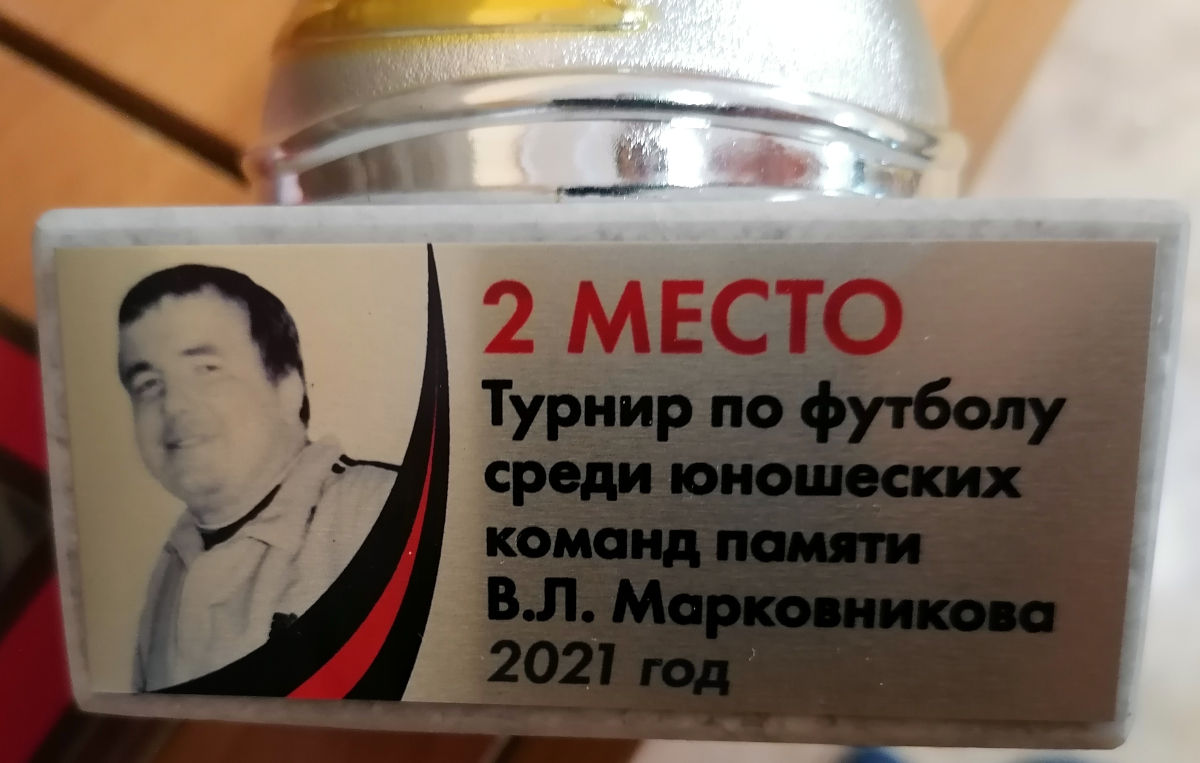 2 МЕСТО
Турнир по футболу
среди юношеских
команд памяти
В.Л. Марковникова
2021 год